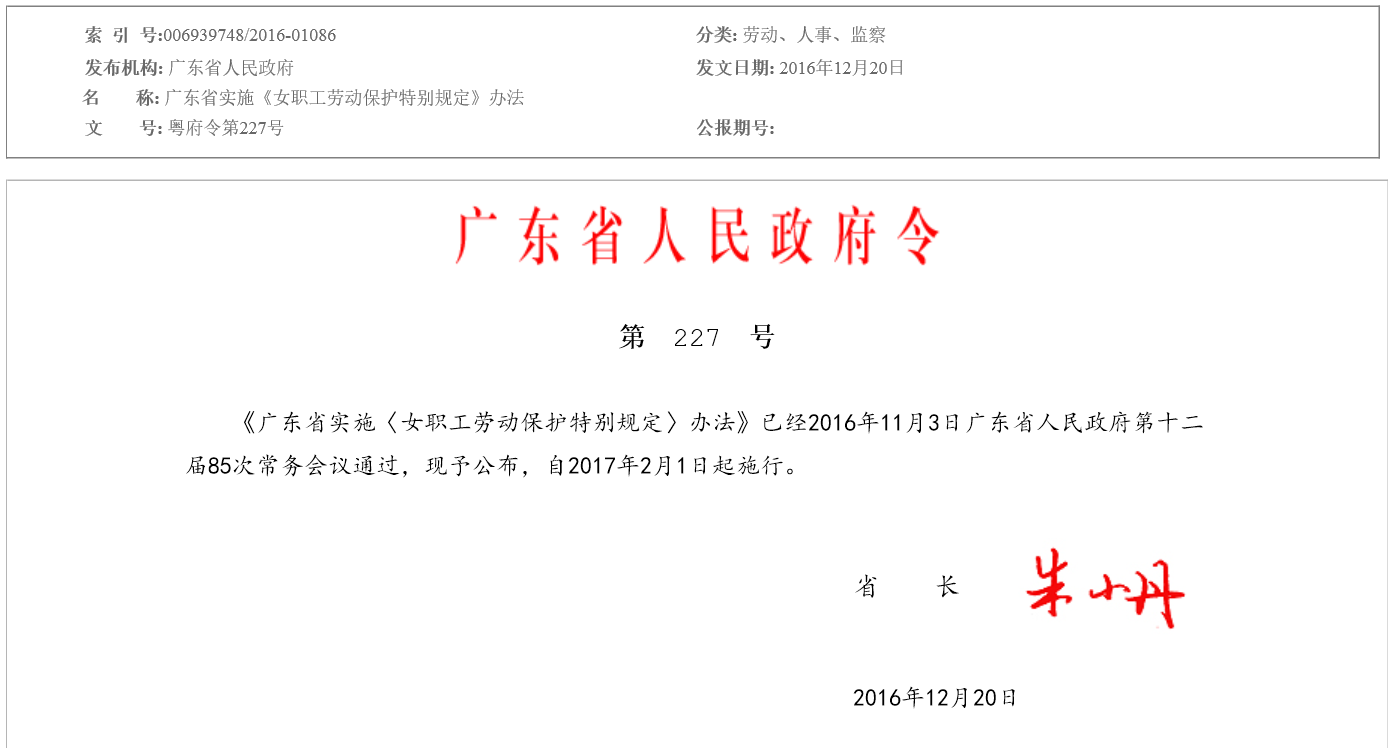 索 引 号:006939748/2016-01086 分类: 劳动、人事、监察
发布机构: 广东省人民政府 发文日期: 2016年12月20日
名 称: 广东省实施《女职工劳动保护特别规定》办法
文 号: 粤府令第227号 公报期号:
广东省人民政府令
第 227 号
《广东省实施〈女职工劳动保护特别规定〉办法》已经2016年11月3日广东省人民政府第十二
届85次常务会议通过，现予公布，自2017年2月1日起施行。
省 长 朱小丹
2016年12月20日